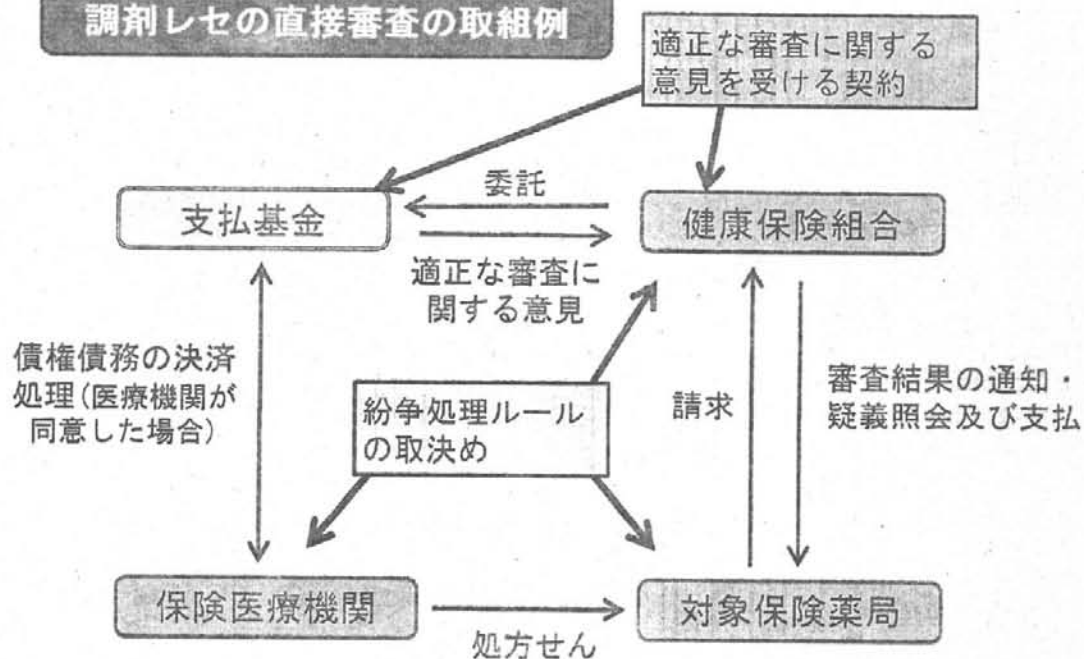 調剤レセの直接審査の取組例
適正な審査に関する
意見を受ける契約
委託
支払基金
健康保険組合
適正な審査に
関する意見
債権債務の決済
処理(医療機関が
同意した場合)
紛争処理ルール
の取決め
請求
審査結果の通知・
疑義照会及び支払
保険医療機関
対象保険薬局
処方せん